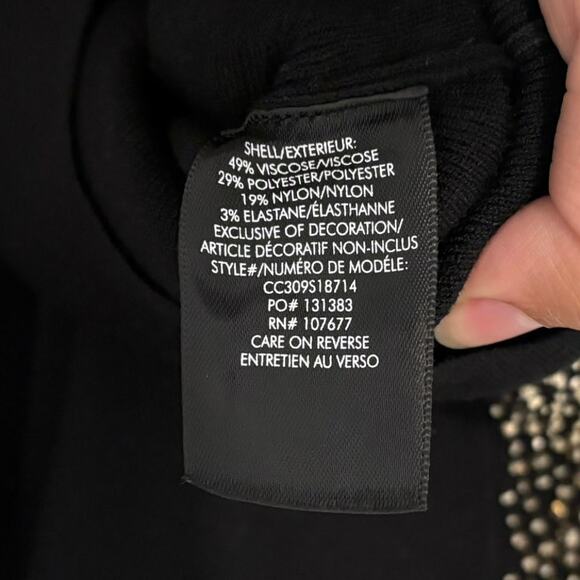 SHELL/EXTERIEUR:
49% VISCOSE/VISCOSE
29% POLYESTER/POLYESTER
19% NYLON/NYLON
3% ELASTANE/ÉLASTHANNE
EXCLUSIVE OF DECORATION/
ARTICLE DÉCORATIF NON-INCLUS
STYLE#/NUMÉRO DE MODÉLE:
CC309S18714
PO# 131383
RN# 107677
CARE ON REVERSE
ENTRETIEN AU VERSO